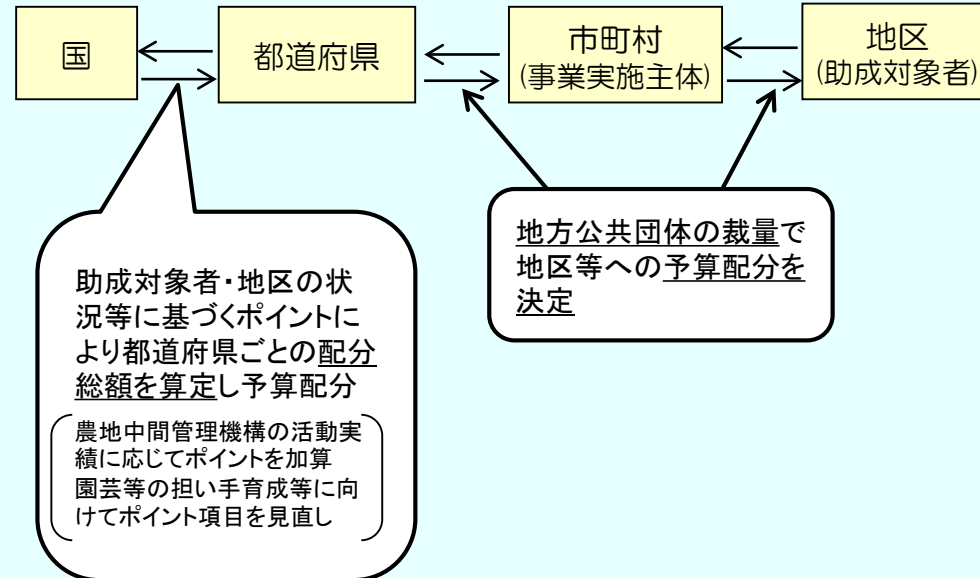 国
都道府県
市町村
(事業実施主体)
地区
(助成対象者)
助成対象者・地区の状
況等に基づくポイントに
より都道府県ごとの配分
総額を算定し予算配分
農地中間管理機構の活動実
績に応じてポイントを加算
園芸等の担い手育成等に向
けてポイント項目を見直し
地方公共団体の裁量で
地区等への予算配分を
決定